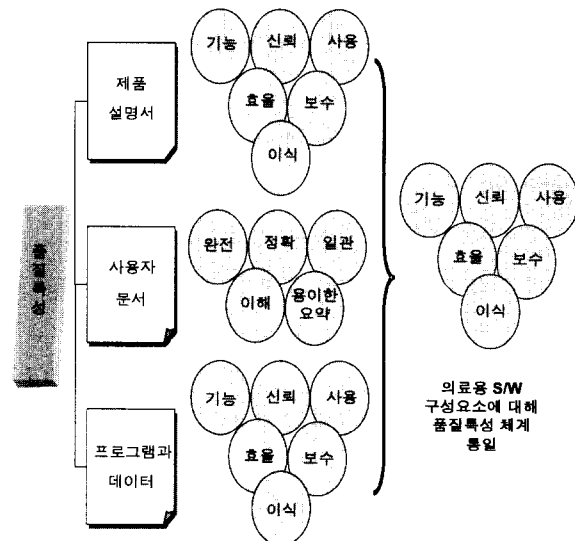 품질특성
제품
설명서
기능
신뢰
사용
효율
보수
이식
사용자
문서
완전
정확
일관
이해
용이한
요약
프로그램과
데이터
기능
신뢰
사용
효율
보수
이식
기능
신뢰
사용
효율
보수
이식
의료용 S/W
구성요소에 대해
품질특성 체계
통일